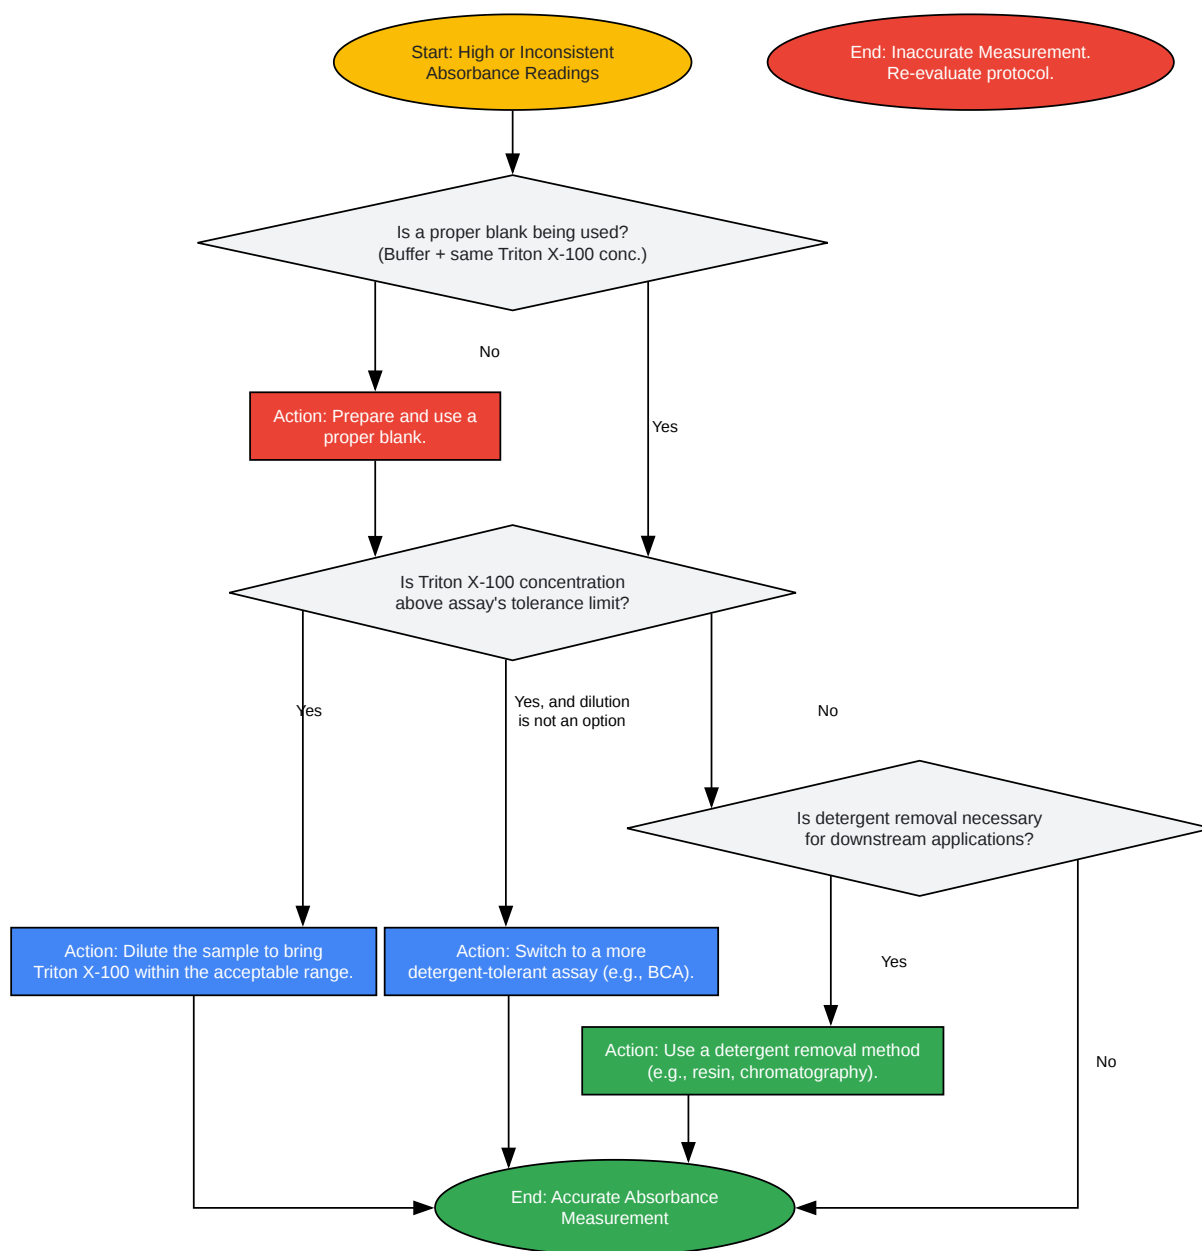 Start: High or Inconsistent
Absorbance Readings
End: Inaccurate Measurement.
Re-evaluate protocol.
Is a proper blank being used?
(Buffer + same Triton X-100 conc.)
No
Action: Prepare and use a
proper blank.
Yes
Is Triton X-100 concentration
above assay's tolerance limit?
Yes
Yes, and dilution
is not an option
No
Is detergent removal necessary
for downstream applications?
Action: Dilute the sample to bring
Triton X-100 within the acceptable range.
Action: Switch to a more
detergent-tolerant assay (e.g., BCA).
Yes
Action: Use a detergent removal method
(e.g., resin, chromatography).
No
End: Accurate Absorbance
Measurement